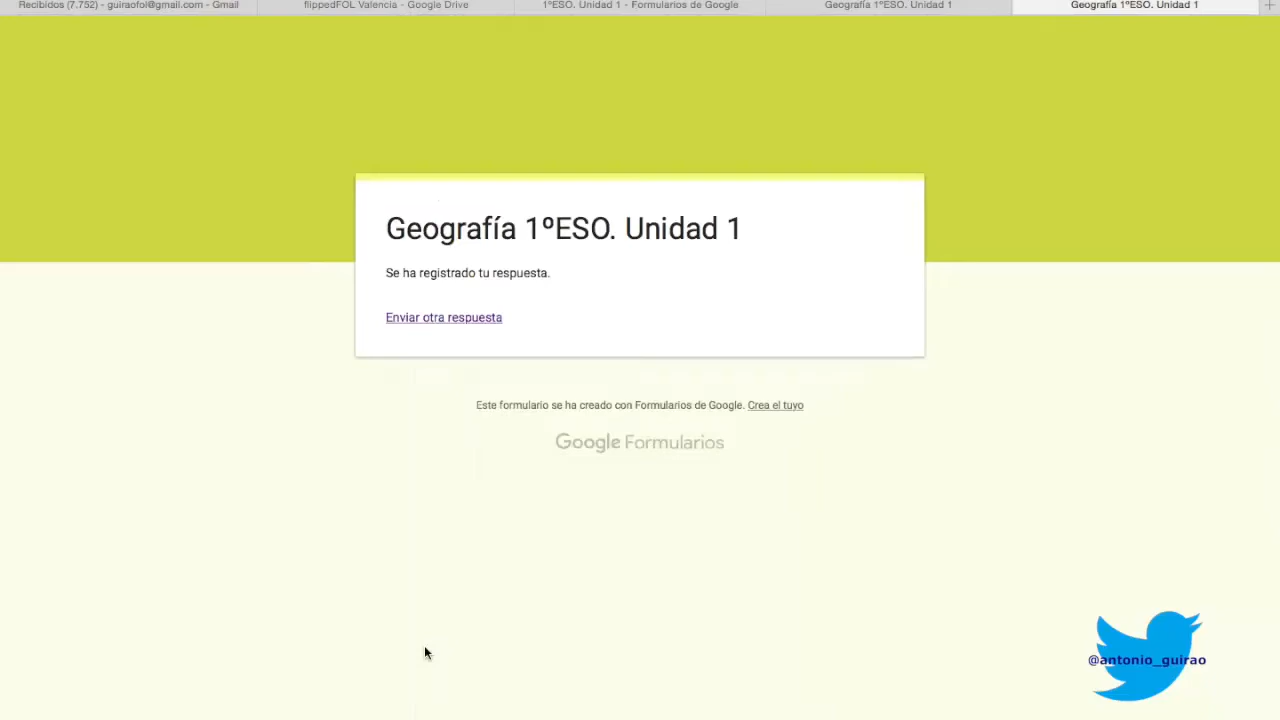 Recibidos (7.752) - guiraofol@gmail.com - Gmail
flippedFOL Valencia - Google Drive
1ºESO. Unidad 1 - Formularios de Google
Geografía 1ºESO. Unidad 1
Geografía 1ºESO. Unidad 1
Geografía 1ºESO. Unidad 1
Se ha registrado tu respuesta.
Enviar otra respuesta
Este formulario se ha creado con Formularios de Google. Crea el tuyo
Google Formularios
@antonio_guirao